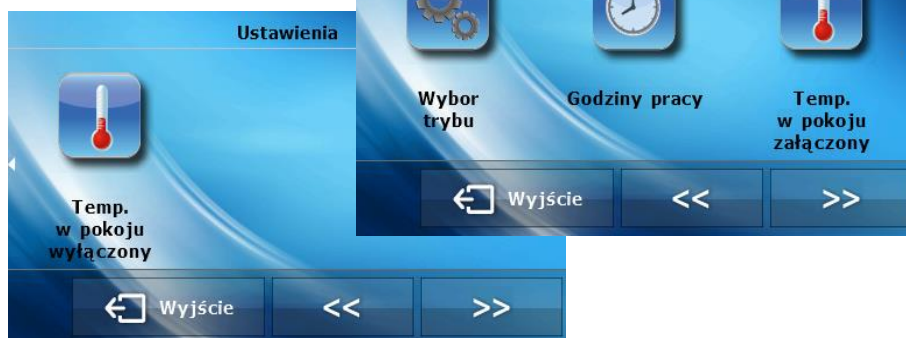 Ustawienia
Temp.
w pokoju
wyłączony
Wyjście
<<
>>
Wybor
trybu
Godziny pracy
Temp.
w pokoju
załączony
Wyjście
<<
>>